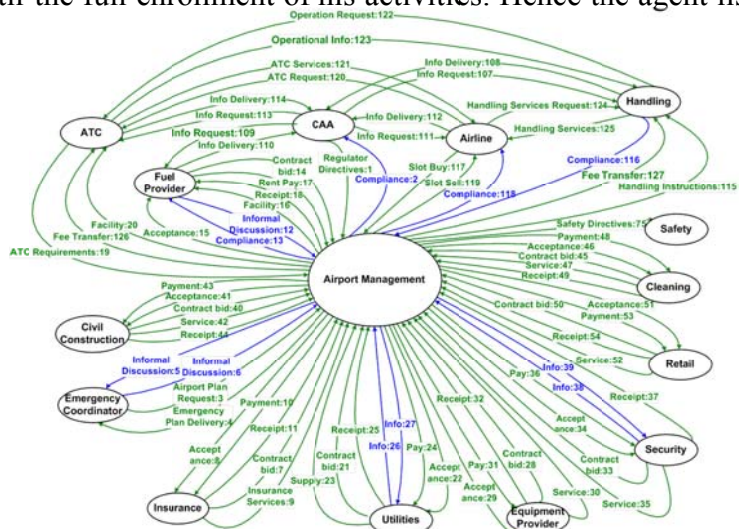 th the full enrolment of his activities. Hence the agent lis
Operation Request:122
Operational Info:123
ATC Services:121
ATC Request:120
Info Delivery:108
Info Request:107
Info Delivery:114
Info Request:113
Handling
ATC
CAA
Info Delivery:112
Info Request:111
Airline
Handling Services Request:124
Handling Services:125
Info Request:109
Info Delivery:110
Contract
bid:14
Regulator
Directives:1
Compliance:2
Slot Buy:117
Slot Sell:119
Compliance:118
Compliance:116
Fee Transfer:127
Handling Instructions:115
Fuel
Provider
Rent Pay:17
Receipt:18
Facility:16
Informal
Discussion:12
Compliance:13
Acceptance:15
Facility:20
Fee Transfer:126
ATC Requirements:19
Safety Directives:75
Safety
Payment:48
Acceptance:46
Contract bid:45
Service:47
Receipt:49
Cleaning
Airport Management
Payment:43
Acceptance:41
Contract bid:40
Service:42
Receipt:44
Civil
Construction
Contract bid:50
Acceptance:51
Payment:53
Receipt:54
Service:52
Retail
Informal
Discussion:5
Informal
Discussion:6
Airport Plan
Request:3
Emergency
Plan Delivery:4
Emergency
Coordinator
Info:39
Info:38
Pay:36
Receipt:37
Accept
ance:34
Contract
bid:33
Service:35
Security
Payment:10
Receipt:11
Accept
ance:8
Contract
bid:7
Insurance
Services:9
Insurance
Receipt:25
Contract
bid:21
Supply:23
Info:27
Info:26
Pay:24
Accept
ance:22
Utilities
Receipt:32
Pay:31
Accept
ance:29
Contract
bid:28
Service:30
Equipment
Provider